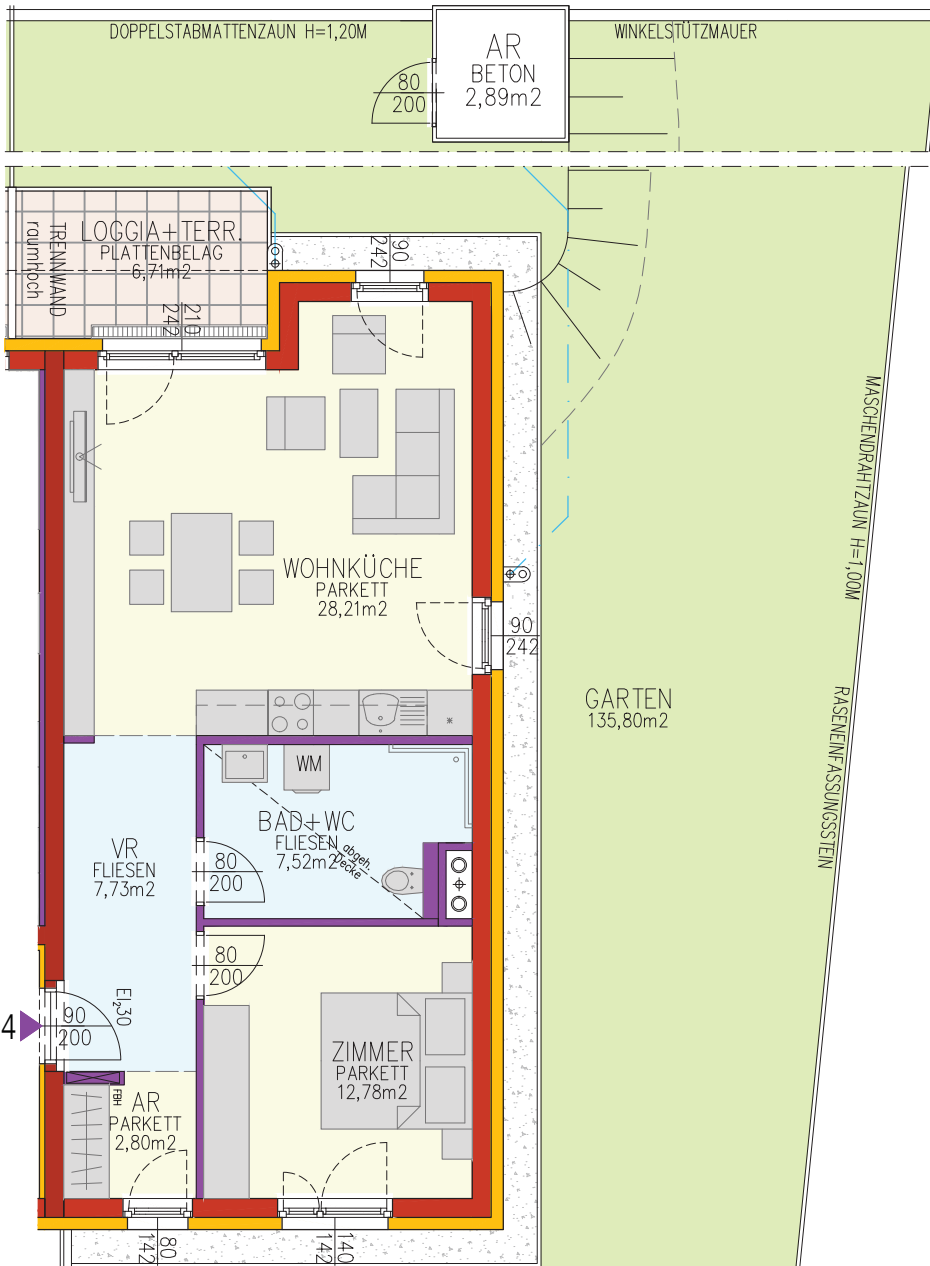 DOPPELSTABMATTENZAUN H=1,20M
AR
BETON
2,89m2
WINKELSTÜTZMAUER
80
200
LOGGIA+TERR.
PLATTENBELAG
6,71m2
TRENNWAND
raumhoch
210
242
90
242
MASCHENDRAHTZAUN H=1,00M
WOHNKÜCHE
PARKETT
28,21m2
90
242
GARTEN
135,80m2
RASENEINFASSUNGSSTEIN
WM
BAD+WC
FLIESEN
7,52m2
abgeh.
Decke
VR
FLIESEN
7,73m2
80
200
80
200
EI₂30
4
90
200
ZIMMER
PARKETT
12,78m2
FBH
AR
PARKETT
2,80m2
80
142
140
142